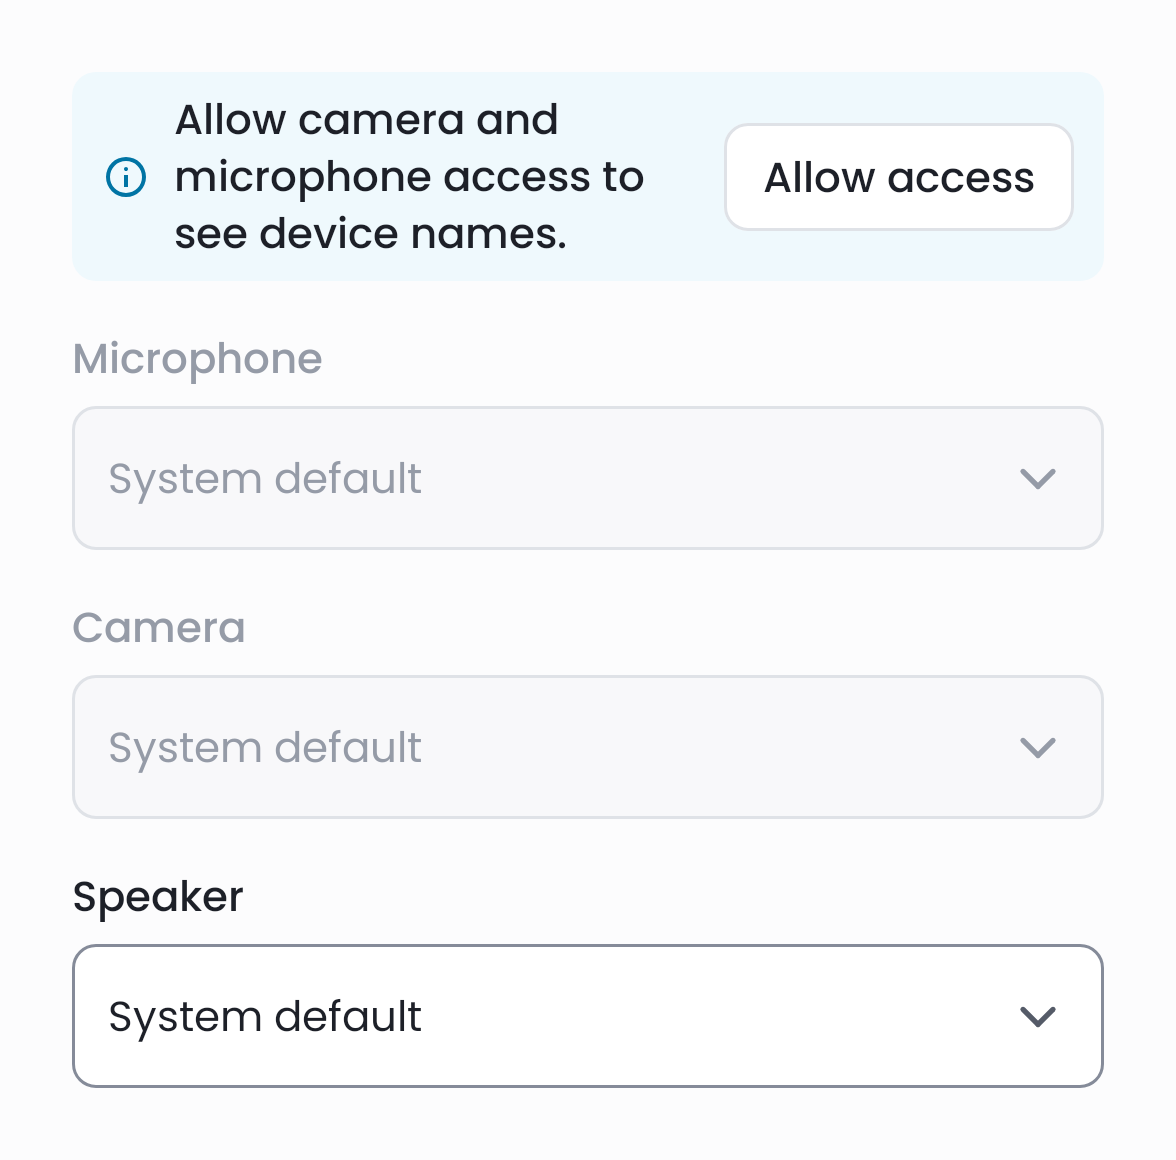 Allow camera and
microphone access to
see device names.
Allow access
Microphone
System default
Camera
System default
Speaker
System default